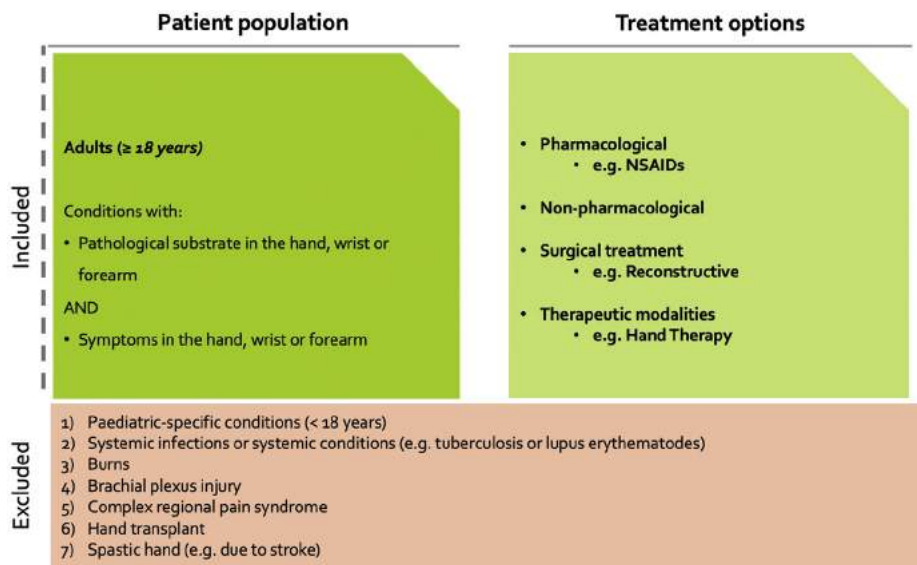 Patient population
Treatment options
Included
Adults (≥ 18 years)
Conditions with:
• Pathological substrate in the hand, wrist or
forearm
AND
• Symptoms in the hand, wrist or forearm
• Pharmacological
• e.g. NSAIDs
• Non-pharmacological
• Surgical treatment
• e.g. Reconstructive
• Therapeutic modalities
• e.g. Hand Therapy
Excluded
1) Paediatric-specific conditions (< 18 years)
2) Systemic infections or systemic conditions (e.g. tuberculosis or lupus erythematodes)
3) Burns
4) Brachial plexus injury
5) Complex regional pain syndrome
6) Hand transplant
7) Spastic hand (e.g. due to stroke)